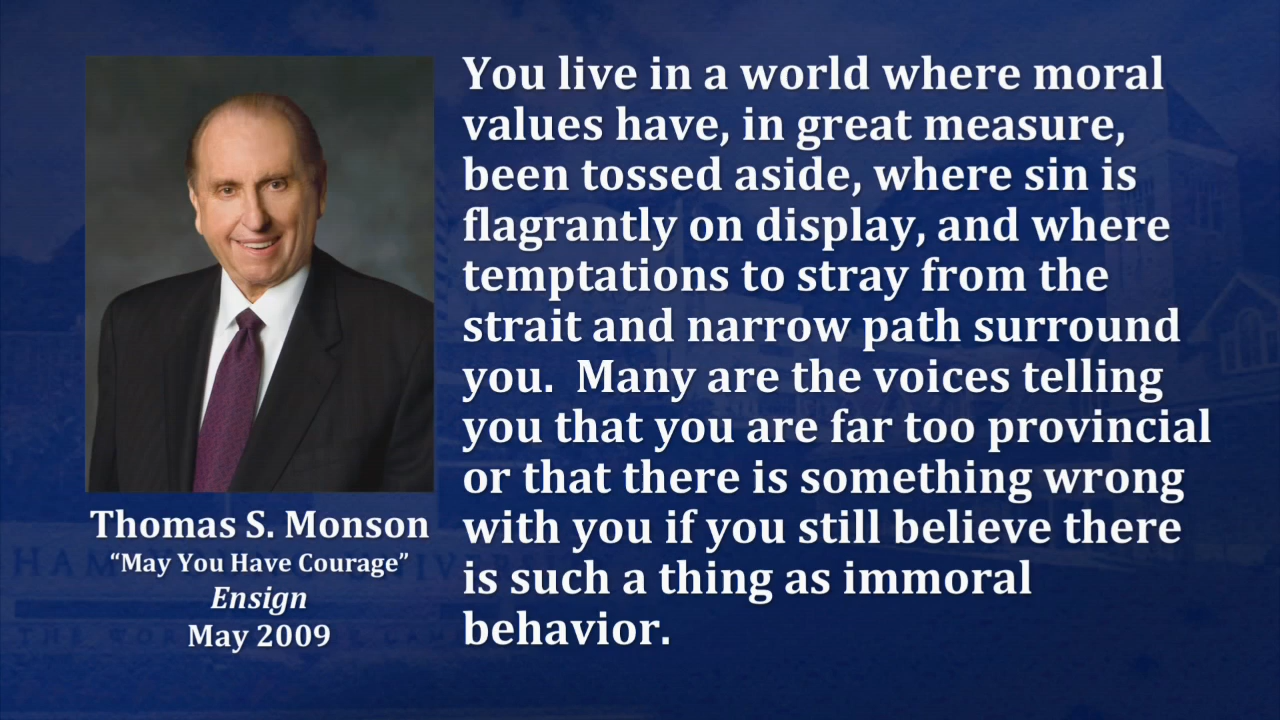 You live in a world where moral
values have, in great measure,
been tossed aside, where sin is
flagrantly on display, and where
temptations to stray from the
strait and narrow path surround
you.  Many are the voices telling
you that you are far too provincial
or that there is something wrong
with you if you still believe there
is such a thing as immoral
behavior.
Thomas S. Monson
“May You Have Courage”
Ensign
May 2009